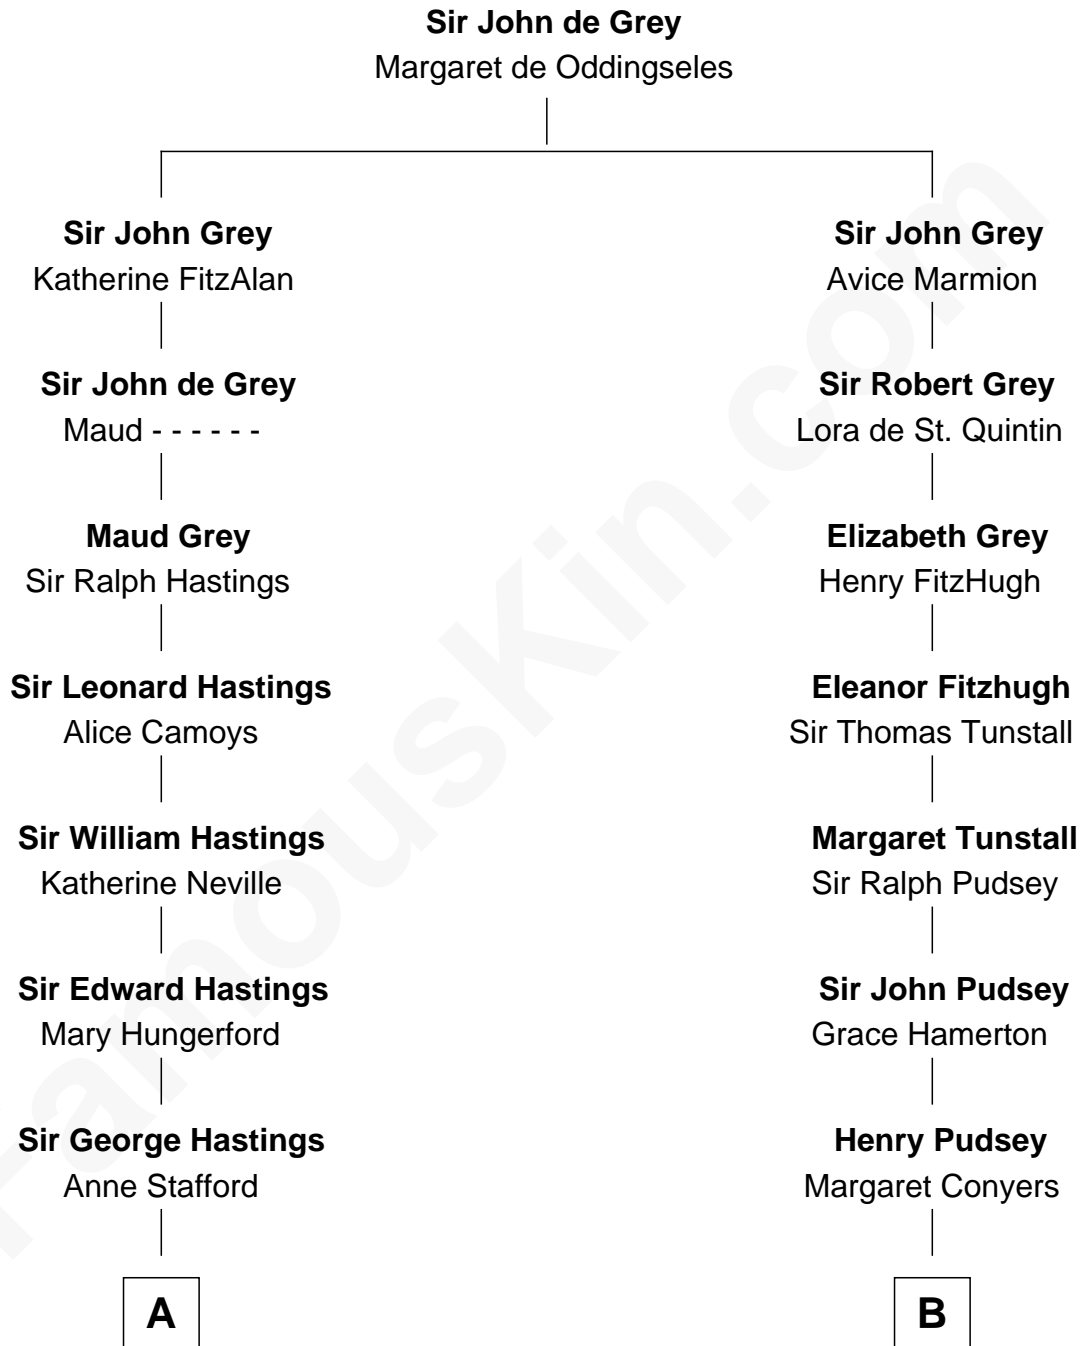 Sir John de Grey
Margaret de Oddingseles
Sir John Grey
Katherine FitzAlan
Sir John Grey
Avice Marmion
Sir John de Grey
Maud - - - - - -
Sir Robert Grey
Lora de St. Quintin
Maud Grey
Sir Ralph Hastings
Elizabeth Grey
Henry FitzHugh
Sir Leonard Hastings
Alice Camoys
Eleanor Fitzhugh
Sir Thomas Tunstall
Sir William Hastings
Katherine Neville
Margaret Tunstall
Sir Ralph Pudsey
Sir Edward Hastings
Mary Hungerford
Sir John Pudsey
Grace Hamerton
Sir George Hastings
Anne Stafford
Henry Pudsey
Margaret Conyers
A
B
FamousKin.com